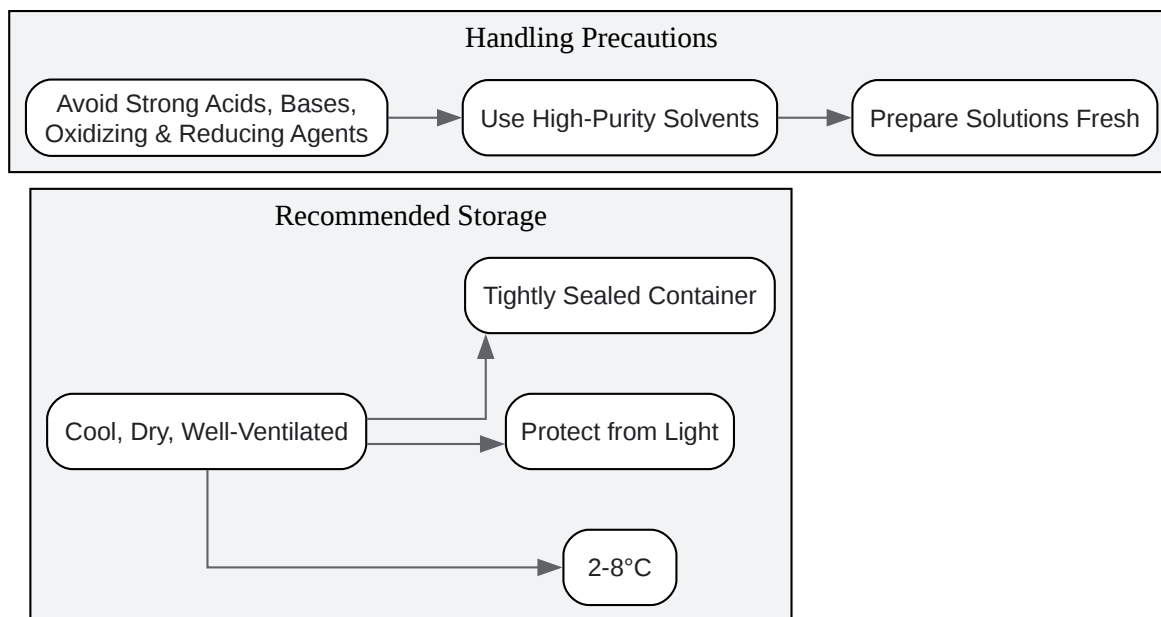 Handling Precautions
Avoid Strong Acids, Bases,
Oxidizing & Reducing Agents
Use High-Purity Solvents
Prepare Solutions Fresh
Recommended Storage
Tightly Sealed Container
Cool, Dry, Well-Ventilated
Protect from Light
2-8°C